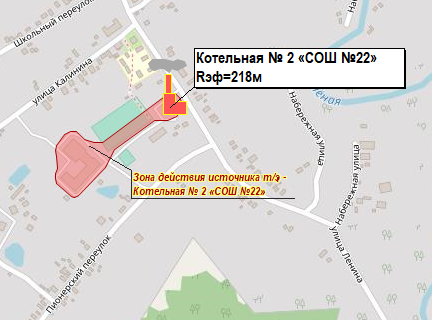 Школьный переулок
улица Калинина
Котельная № 2 «СОШ №22»
Rэф=218м
Набережная улица
Зона действия источника т/э -
Котельная № 2 «СОШ №22»
Набережная улица
улица Ленина
Пионерский переулок